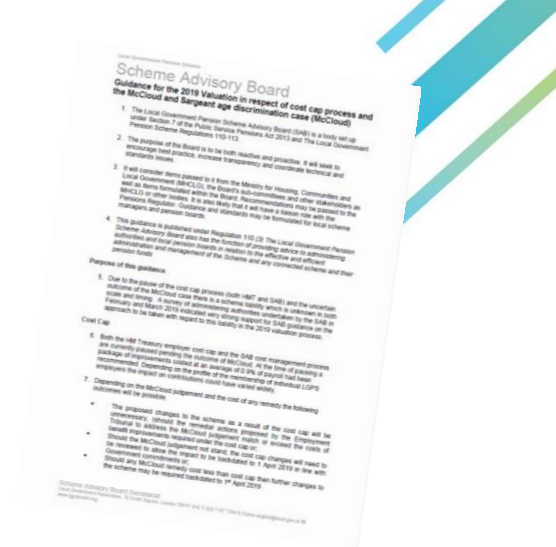 Local Government Pension Scheme
Scheme Advisory Board
Guidance for the 2019 Valuation in respect of cost cap process and
the McCloud and Sargeant age discrimination case (McCloud)
1. The Local Government Pension Scheme Advisory Board (SAB) is a body set up
under Section 7 of the Public Service Pensions Act 2013 and The Local Government
Pension Scheme Regulations 110-113.
2. The purpose of the Board is to be both reactive and proactive. It will seek to
encourage best practice, increase transparency and coordinate technical and
standards issues.
3. It will consider items passed to it from the Ministry for Housing, Communities and
Local Government (MHCLG), the Board's sub-committees and other stakeholders as
well as items formulated within the Board. Recommendations may be passed to the
MHCLG or other bodies. It is also likely that it will have a liaison role with the
Pensions Regulator. Guidance and standards may be formulated for local scheme
managers and pension boards.
4. This guidance is published under Regulation 110 (3) The Local Government Pension
Scheme Advisory Board also has the function of providing advice to administering
authorities and local pension boards in relation to the effective and efficient
administration and management of the Scheme and any connected scheme and their
pension funds
Purpose of this guidance
5. Due to the pause of the cost cap process (both HMT and SAB) and the uncertain
outcome of the McCloud case there is a scheme liability which is unknown in both
scale and timing. A survey of administering authorities undertaken by the SAB in
February and March 2019 indicated very strong support for SAB guidance on the
approach to be taken with regard to this liability in the 2019 valuation process.
Cost Cap
6. Both the HM Treasury employer cost cap and the SAB cost management process
are currently paused pending the outcome of McCloud. At the time of pausing a
package of improvements costed at an average of 0.9% of payroll had been
recommended. Depending on the profile of the membership of individual LGPS
employers the impact on contributions could have varied widely.
7. Depending on the McCloud judgement and the cost of any remedy the following
outcomes will be possible.
• The proposed changes to the scheme as a result of the cost cap will be
unnecessary, (should the remedial actions proposed by the Employment
Tribunal to address the McCloud judgement match or exceed the costs of
benefit improvements required under the cost cap or;
• Should the McCloud judgement not stand, the cost cap changes will need to
be reviewed to allow the impact to be backdated to 1 April 2019 in line with
Government commitments or;
• Should any McCloud remedy cost less than cost cap then further changes to
the scheme may be required backdated to 1st April 2019
Scheme Advisory Board Secretariat